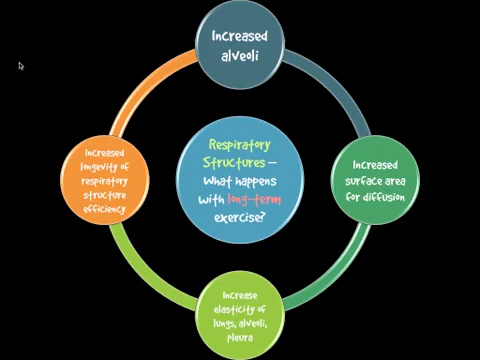 Increased
alveoli
Respiratory
Structures –
What happens
with long-term
exercise?
Increased
surface area
for diffusion
Increase
elasticity of
lungs, alveoli,
pleura
Increased
longevity of
respiratory
structure
efficiency